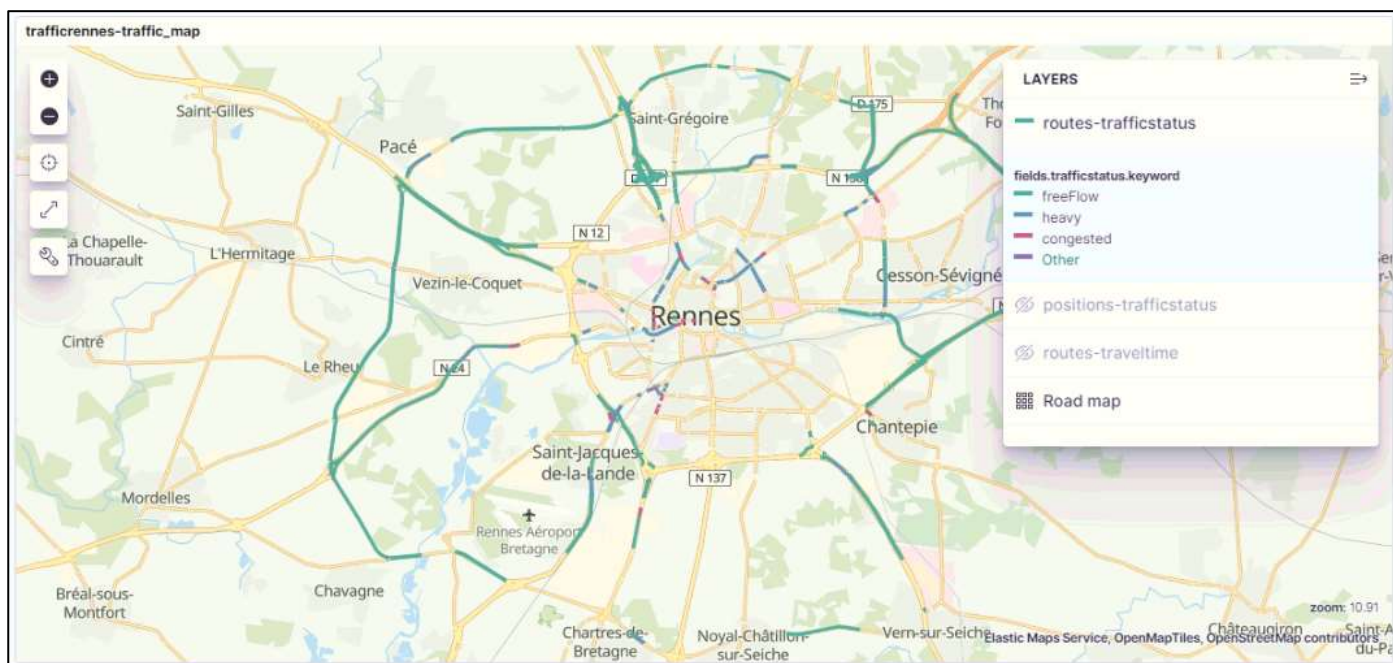 trafficrennes-traffic_map
LAYERS
routes-trafficstatus
fields.trafficstatus.keyword
freeFlow
heavy
congested
Other
positions-trafficstatus
routes-traveltime
Road map
Saint-Gilles
Saint-Grégoire
D 175
Pacé
N 12
La Chapelle-
Thouarault
L'Hermitage
Vezin-le-Coquet
Cesson-Sévigné
Rennes
Cintré
Le Rheu
N 24
Chantepie
Saint-Jacques-
de-la-Lande
N 137
Mordelles
Rennes Aéroport
Bretagne
Chavagne
Bréal-sous-
Montfort
zoom: 10.91
Chartres-de-
Bretagne
Noyal-Châtillon-
sur-Seiche
Vern-sur-Seiche
Châteaugiron
Elastic Maps Service, OpenMapTiles, OpenStreetMap contributors